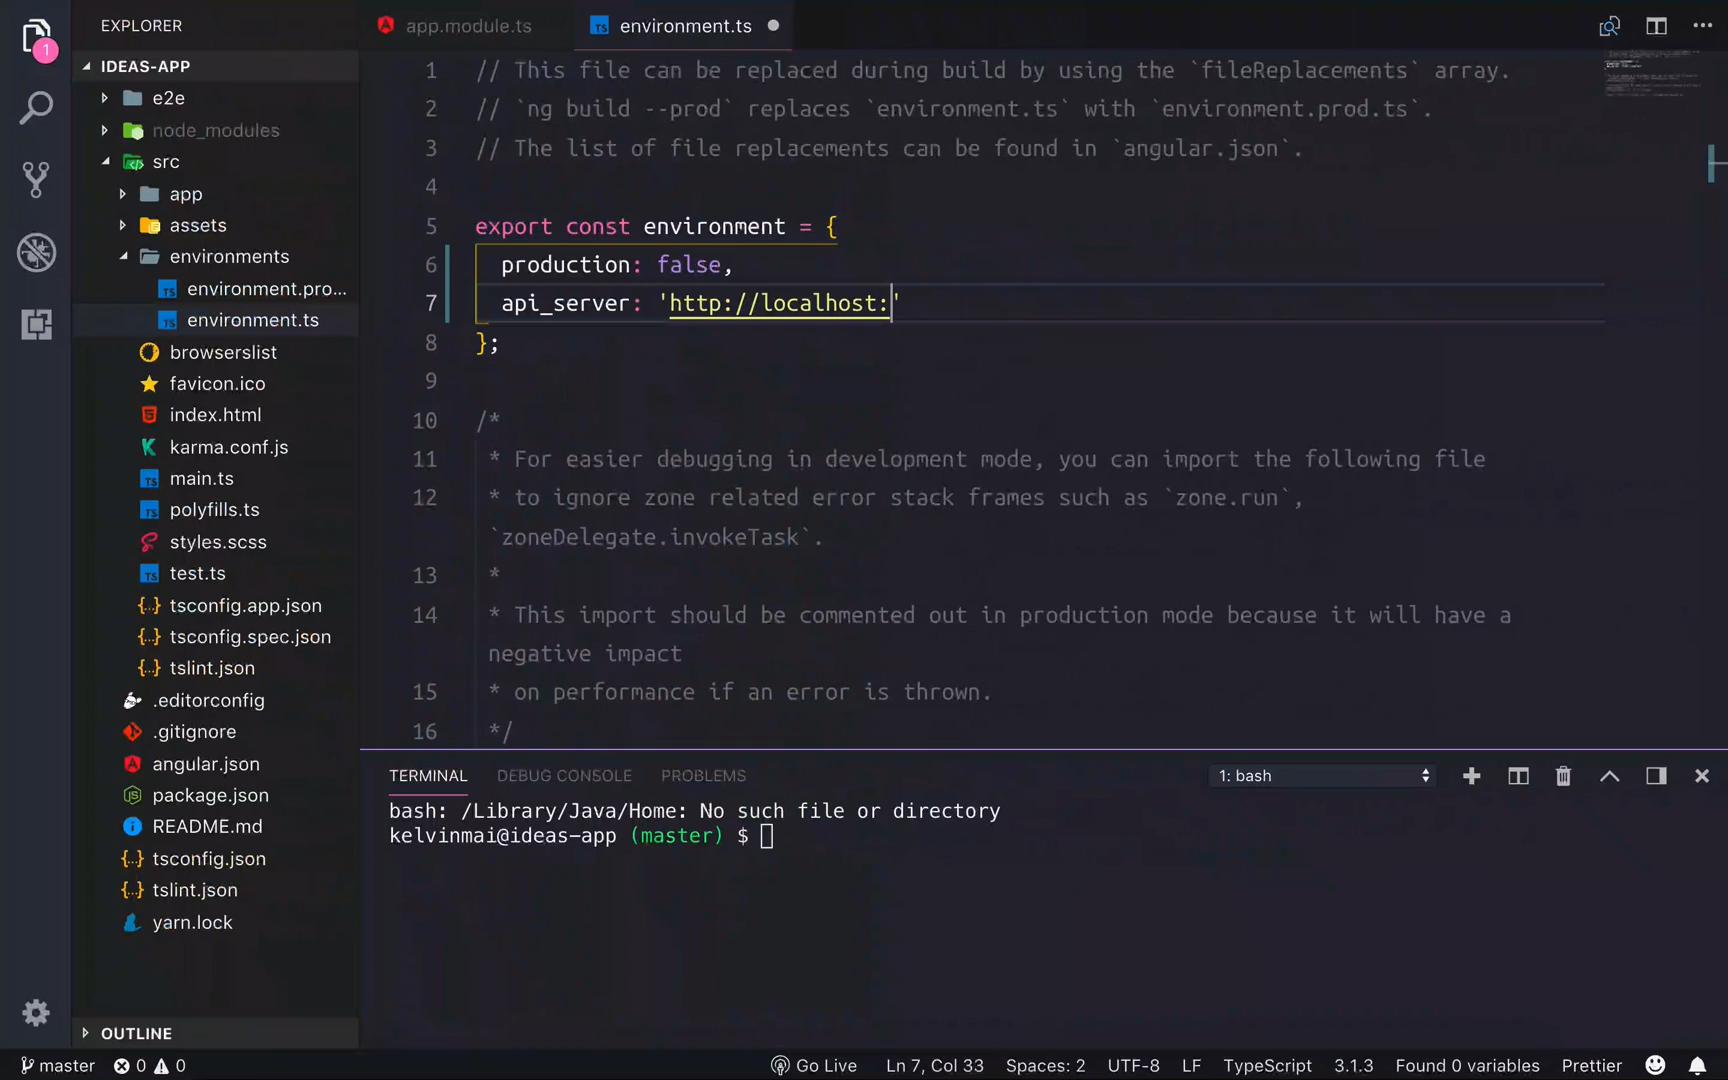 EXPLORER
app.module.ts
environment.ts
1
IDEAS-APP
e2e
node_modules
src
app
assets
environments
environment.pro...
environment.ts
browserslist
favicon.ico
index.html
karma.conf.js
main.ts
polyfills.ts
styles.scss
test.ts
tsconfig.app.json
tsconfig.spec.json
tslint.json
.editorconfig
.gitignore
angular.json
package.json
README.md
tsconfig.json
tslint.json
yarn.lock
OUTLINE
1 // This file can be replaced during build by using the `fileReplacements` array.
2 // `ng build --prod` replaces `environment.ts` with `environment.prod.ts`.
3 // The list of file replacements can be found in `angular.json`.
4
5 export const environment = {
6 production: false,
7 api_server: 'http://localhost:'
8 };
9
10 /*
11 * For easier debugging in development mode, you can import the following file
12 * to ignore zone related error stack frames such as `zone.run`,
`zoneDelegate.invokeTask`.
13 *
14 * This import should be commented out in production mode because it will have a
negative impact
15 * on performance if an error is thrown.
16 */
TERMINAL DEBUG CONSOLE PROBLEMS 1: bash
bash: /Library/Java/Home: No such file or directory
kelvinmai@ideas-app (master) $
master 0 0 Go Live Ln 7, Col 33 Spaces: 2 UTF-8 LF TypeScript 3.1.3 Found 0 variables Prettier